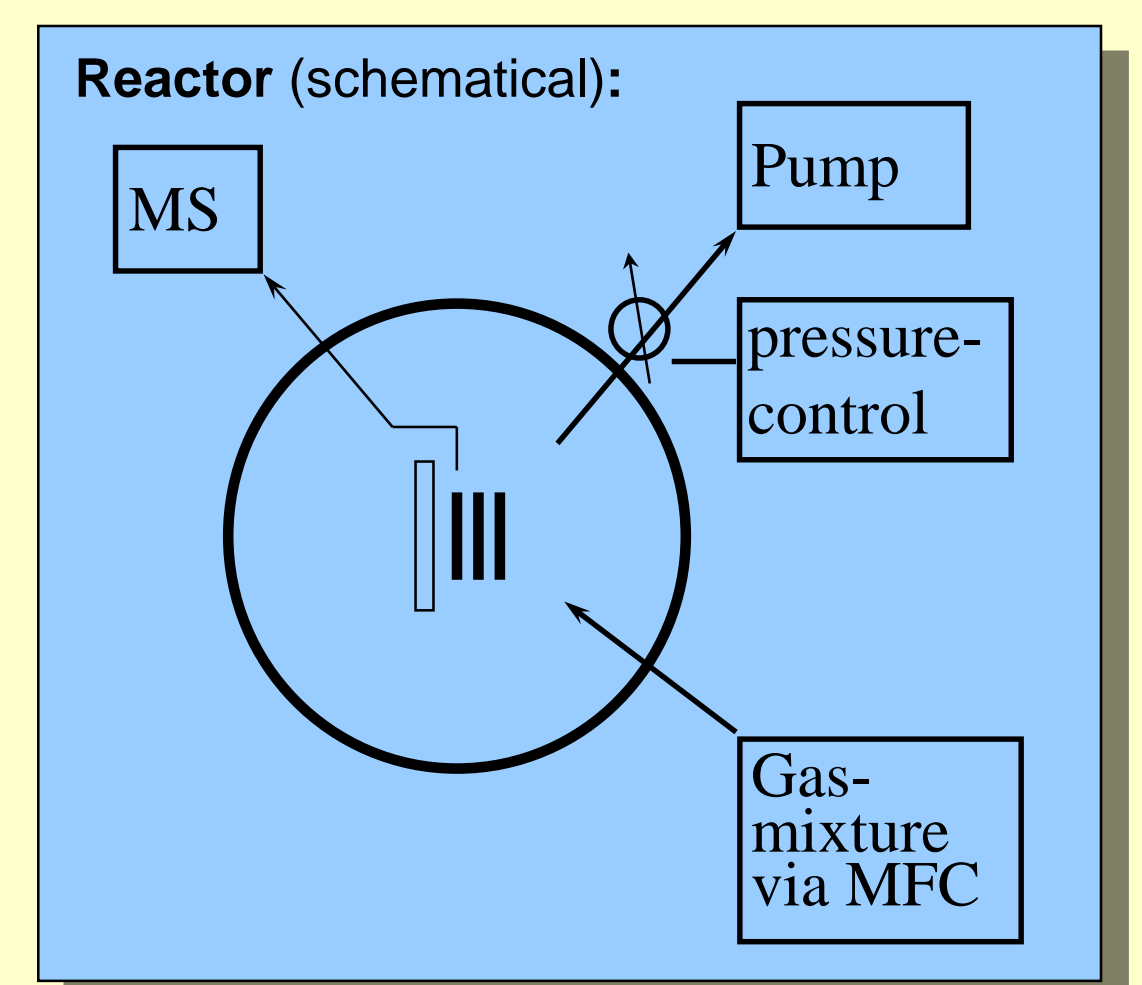 Reactor (schematical):
MS
Pump
pressure-
control
Gas-
mixture
via MFC